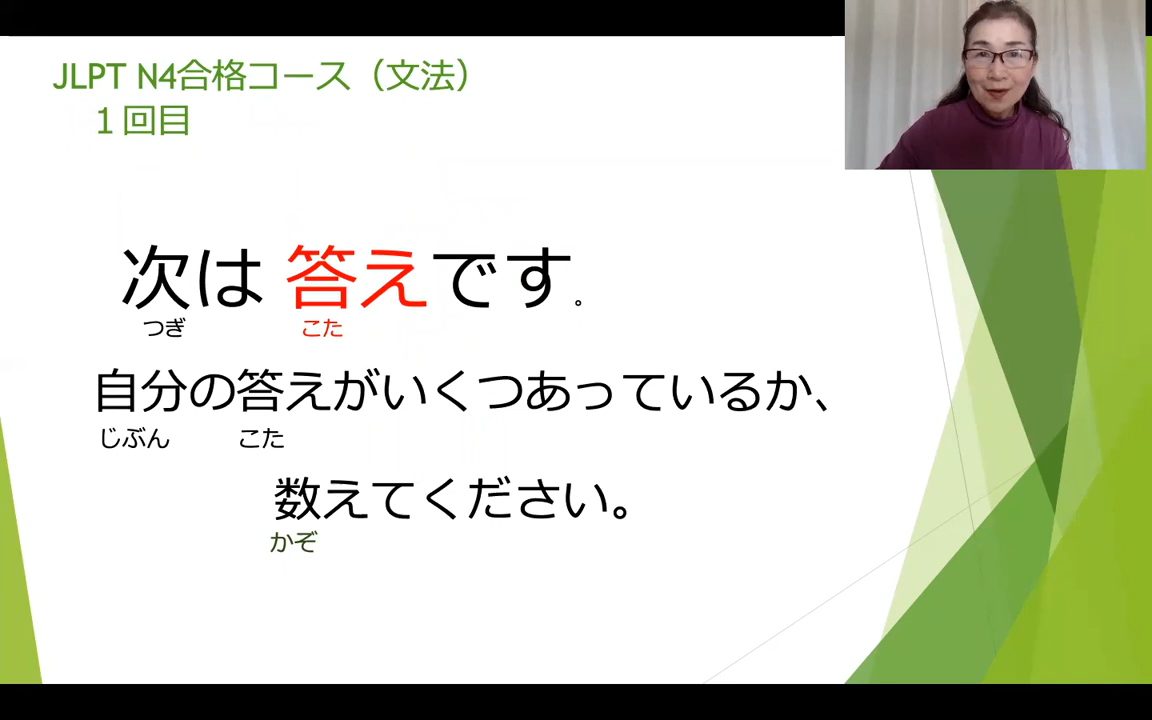 JLPT N4合格コース（文法）
１回目
次は 答えです。
つぎ こた
自分の答えがいくつあっているか、
じぶん こた
数えてください。
かぞ